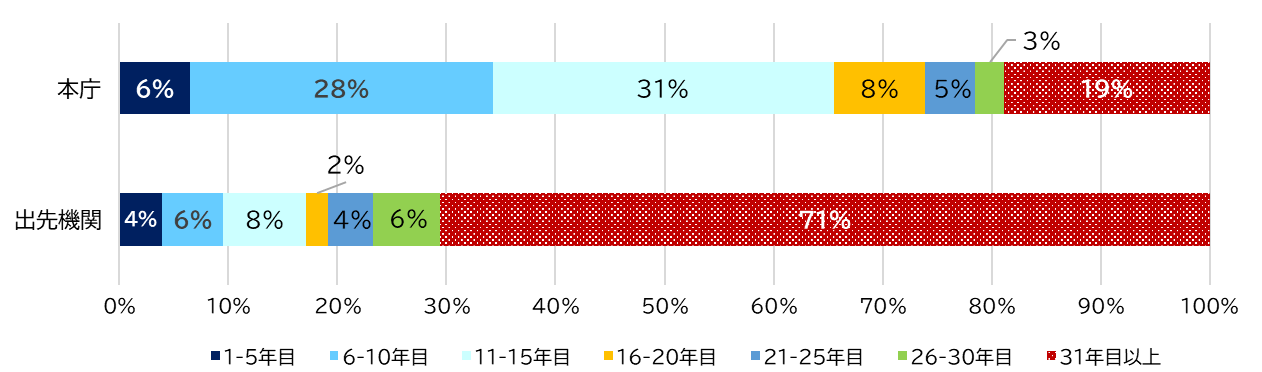 3%
本庁 6% 28% 31% 8% 5% 19%
2%
出先機関 4% 6% 8% 4% 6% 71%
0% 10% 20% 30% 40% 50% 60% 70% 80% 90% 100%
1-5年目 6-10年目 11-15年目 16-20年目 21-25年目 26-30年目 31年目以上